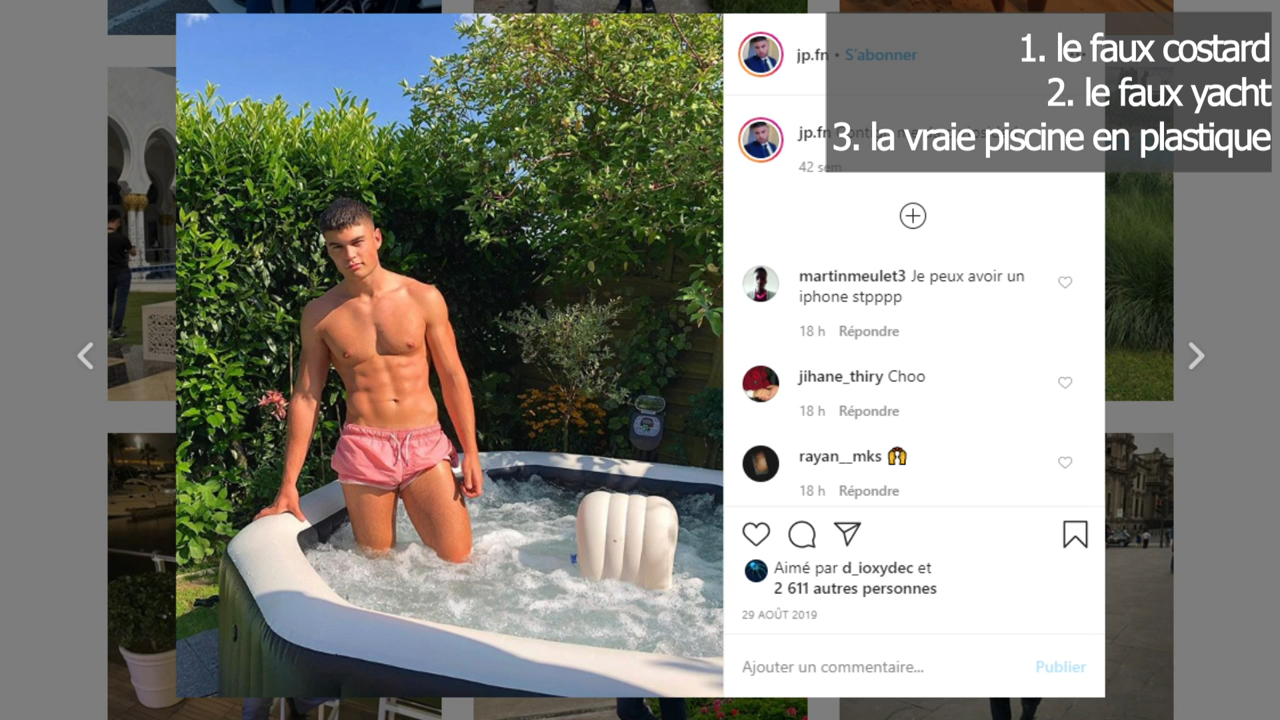 1. le faux costard
2. le faux yacht
3. la vraie piscine en plastique
jp.fn • S'abonner
jp.fn
42 sem
martinmeulet3 Je peux avoir un
iphone stpppp
18 h Répondre
jihane_thiry Choo
18 h Répondre
rayan__mks
18 h Répondre
Aimé par d_ioxydec et
2 611 autres personnes
29 AOÛT 2019
Ajouter un commentaire... Publier